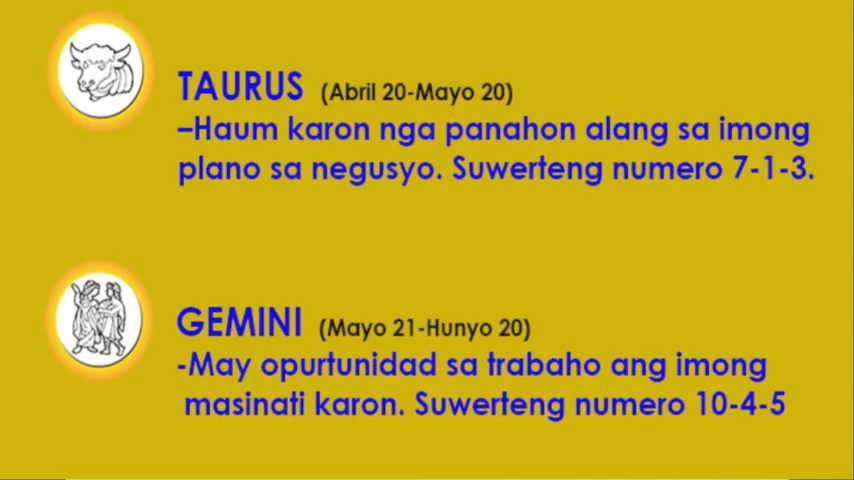 TAURUS (Abril 20-Mayo 20)
–Haum karon nga panahon alang sa imong
plano sa negusyo. Suwerteng numero 7-1-3.
GEMINI (Mayo 21-Hunyo 20)
-May opurtunidad sa trabaho ang imong
masinati karon. Suwerteng numero 10-4-5